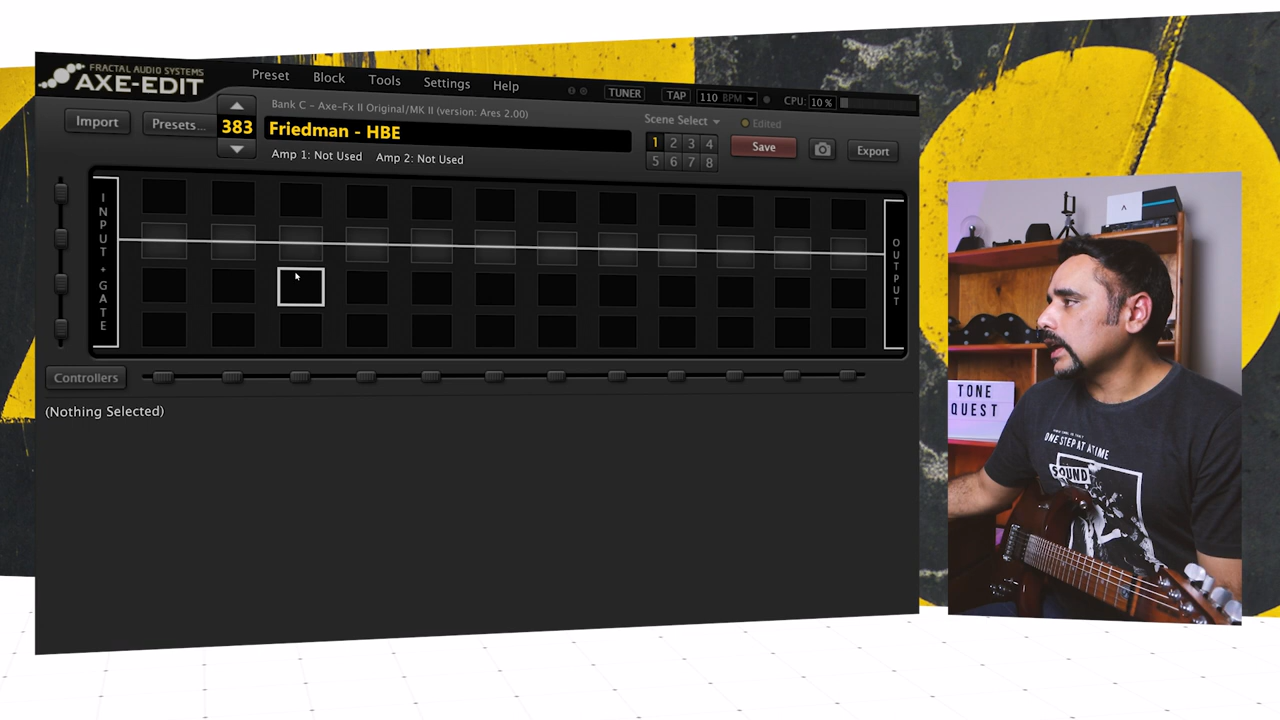 FRACTAL AUDIO SYSTEMS
AXE-EDIT
Preset Block Tools Settings Help
TUNER TAP 110 BPM CPU: 10 %
Import Presets... 383
Bank C - Axe-Fx II Original/MK II (version: Ares 2.00)
Friedman - HBE
Amp 1: Not Used Amp 2: Not Used
Scene Select Edited
1 2 3 4
5 6 7 8
Save Export
INPUT + GATE
OUTPUT
Controllers
(Nothing Selected)
TONE
QUEST
ONE STEP AT A TIME
SOUND